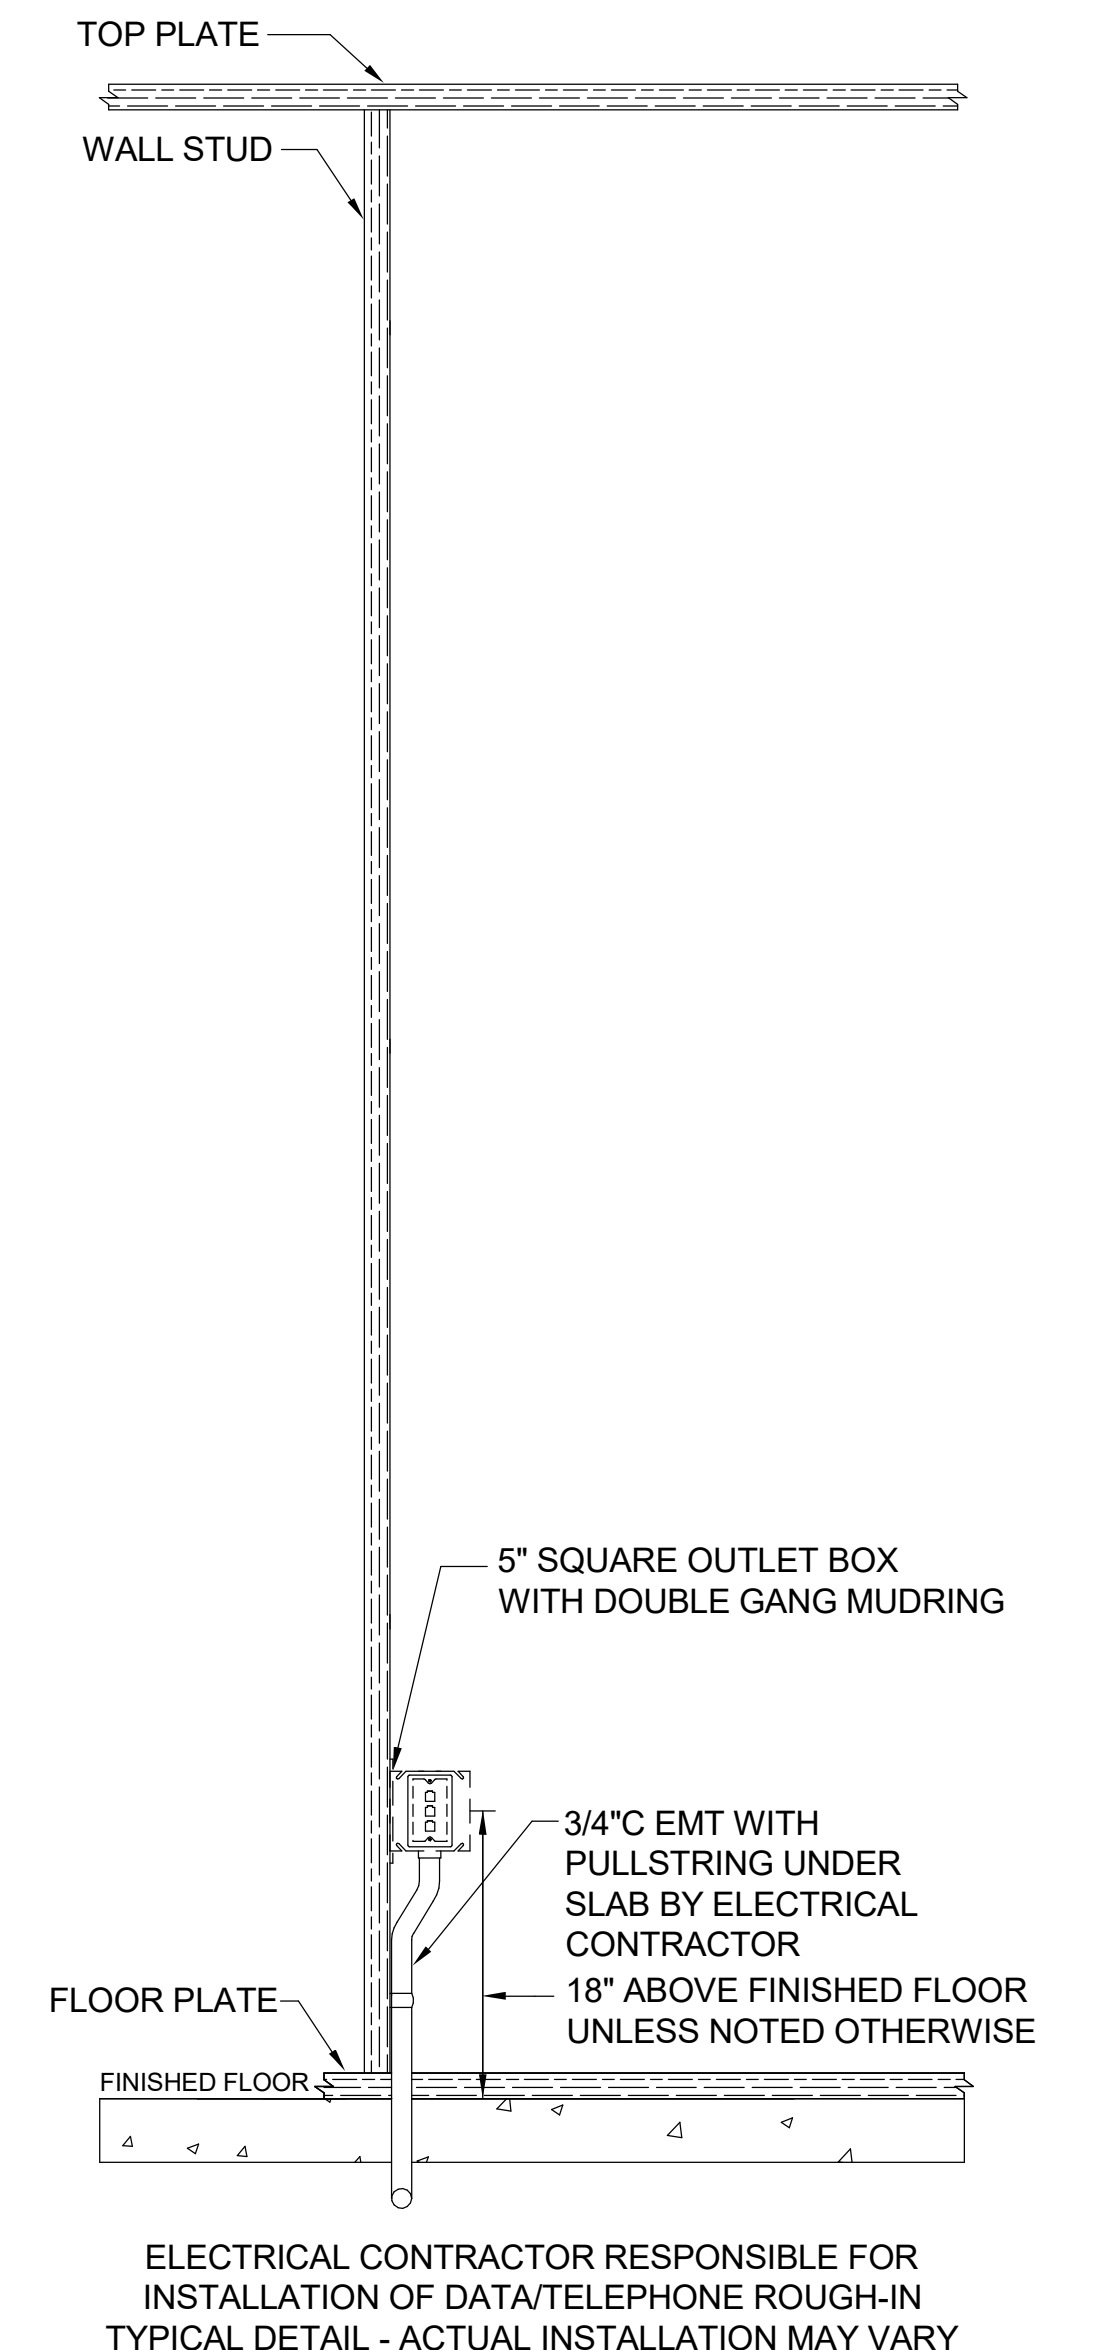 TOP PLATE
WALL STUD
5" SQUARE OUTLET BOX
WITH DOUBLE GANG MUDRING
3/4"C EMT WITH
PULLSTRING UNDER
SLAB BY ELECTRICAL
CONTRACTOR
18" ABOVE FINISHED FLOOR
UNLESS NOTED OTHERWISE
FLOOR PLATE
FINISHED FLOOR
ELECTRICAL CONTRACTOR RESPONSIBLE FOR
INSTALLATION OF DATA/TELEPHONE ROUGH-IN
TYPICAL DETAIL - ACTUAL INSTALLATION MAY VARY